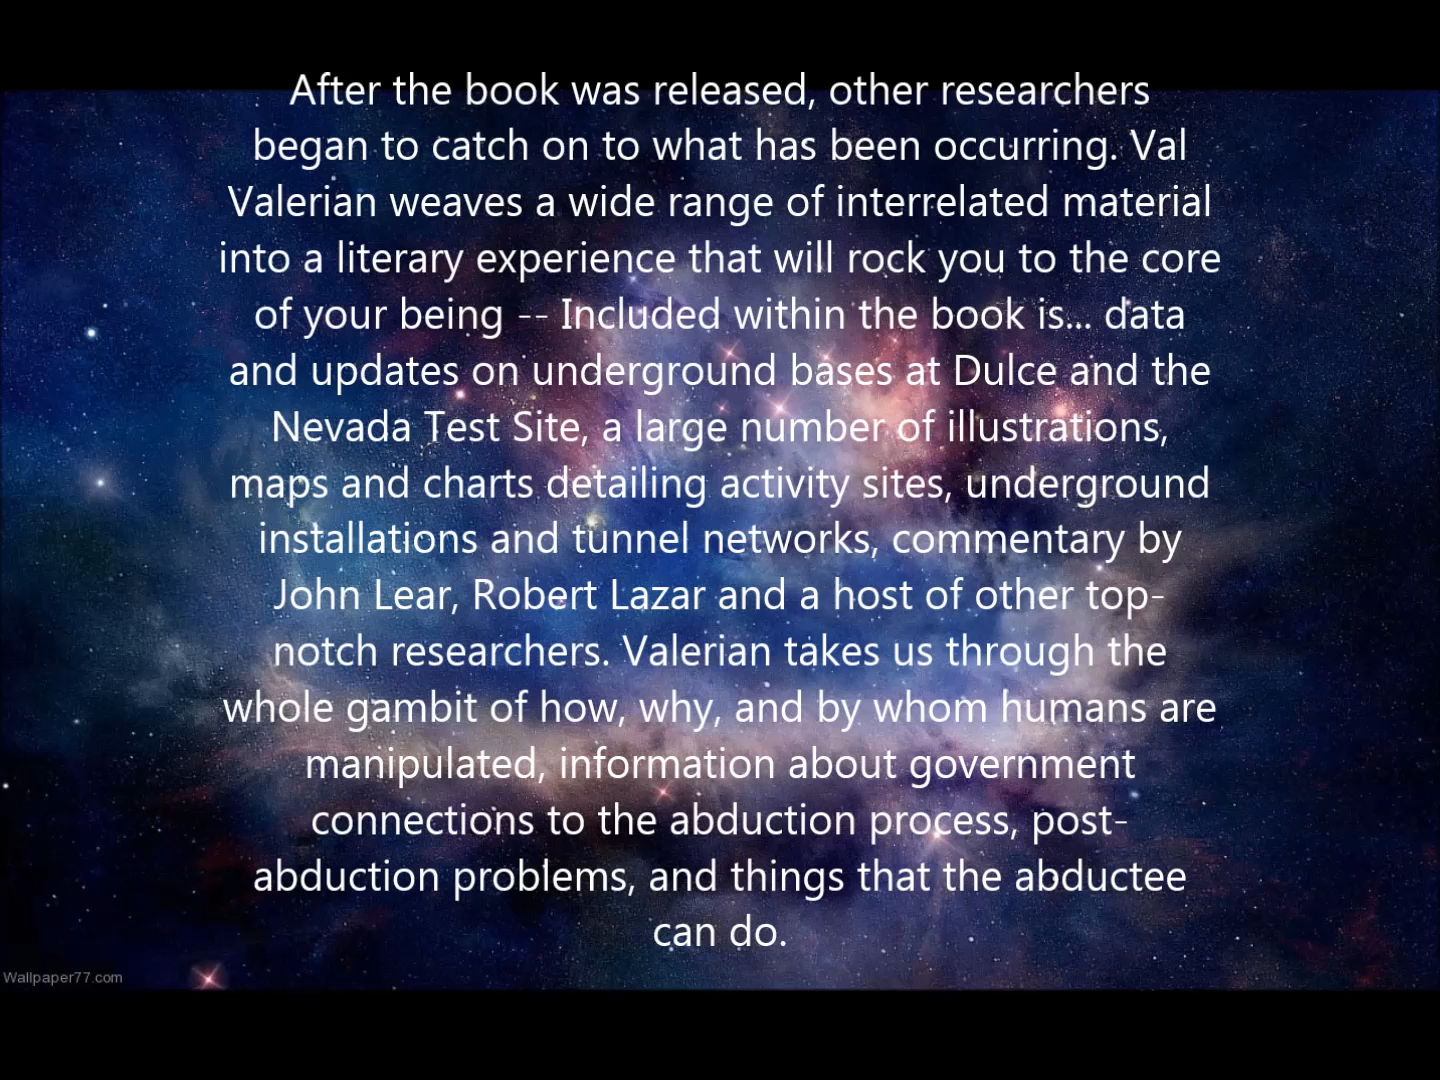 After the book was released, other researchers
began to catch on to what has been occurring. Val
Valerian weaves a wide range of interrelated material
into a literary experience that will rock you to the core
of your being -- Included within the book is... data
and updates on underground bases at Dulce and the
Nevada Test Site, a large number of illustrations,
maps and charts detailing activity sites, underground
installations and tunnel networks, commentary by
John Lear, Robert Lazar and a host of other top-
notch researchers. Valerian takes us through the
whole gambit of how, why, and by whom humans are
manipulated, information about government
connections to the abduction process, post-
abduction problems, and things that the abductee
can do.
Wallpaper77.com